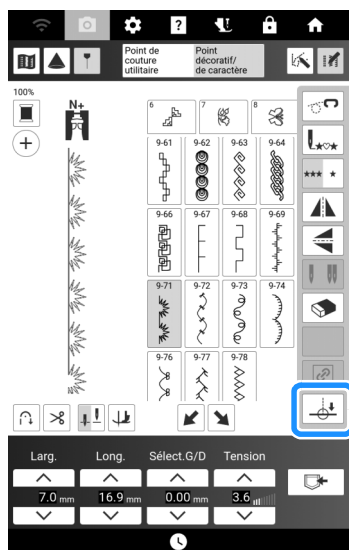 ?
Point de
couture
utilitaire
Point
décoratif/
de caractère
100%
N+
6 7 8
9-61 9-62 9-63 9-64
9-66 9-67 9-68 9-69
9-71 9-72 9-73 9-74
9-76 9-77 9-78
Larg. Long. Sélect.G/D Tension
7.0 mm 16.9 mm 0.00 mm 3.6